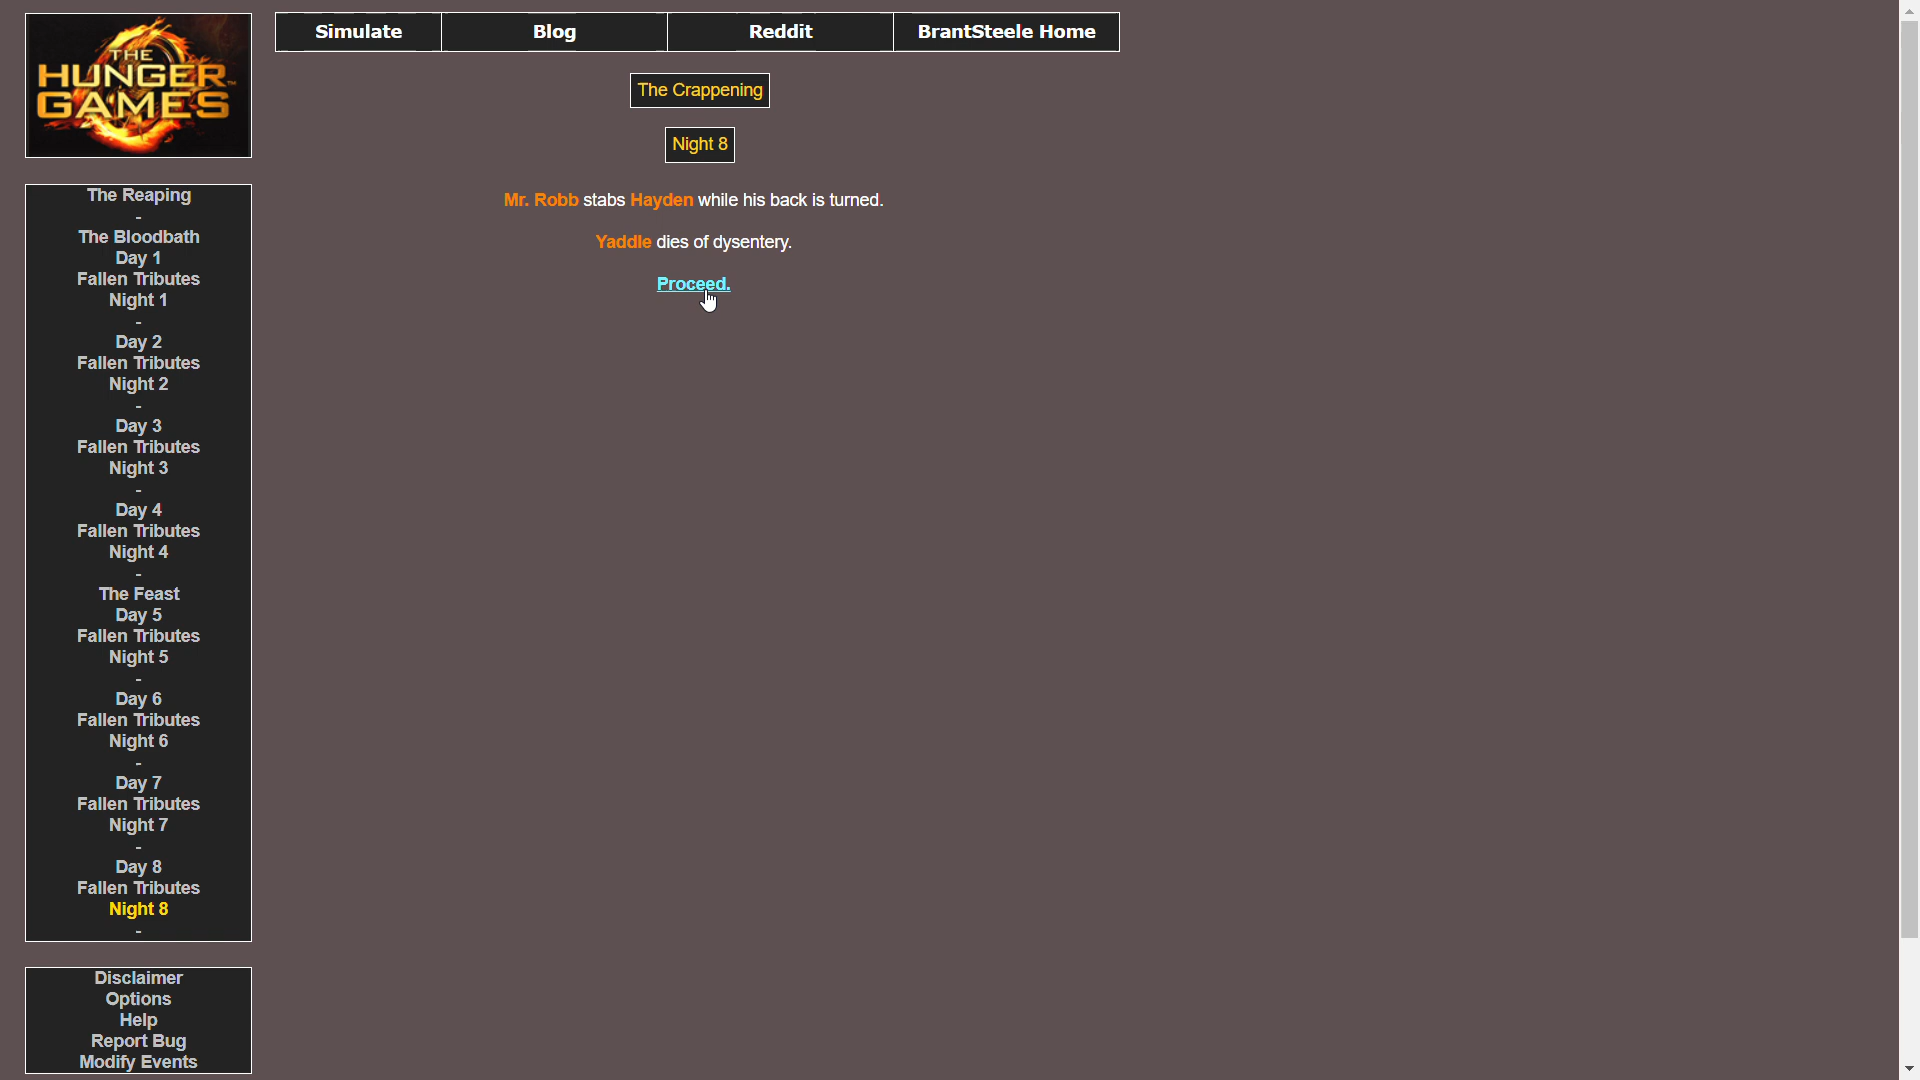 THE
HUNGER
GAMES
Simulate
Blog
Reddit
BrantSteele Home
The Crappening
Night 8
Mr. Robb stabs Hayden while his back is turned.
Yaddle dies of dysentery.
Proceed.
The Reaping
-
The Bloodbath
Day 1
Fallen Tributes
Night 1
-
Day 2
Fallen Tributes
Night 2
-
Day 3
Fallen Tributes
Night 3
-
Day 4
Fallen Tributes
Night 4
-
The Feast
Day 5
Fallen Tributes
Night 5
-
Day 6
Fallen Tributes
Night 6
-
Day 7
Fallen Tributes
Night 7
-
Day 8
Fallen Tributes
Night 8
-
Disclaimer
Options
Help
Report Bug
Modify Events